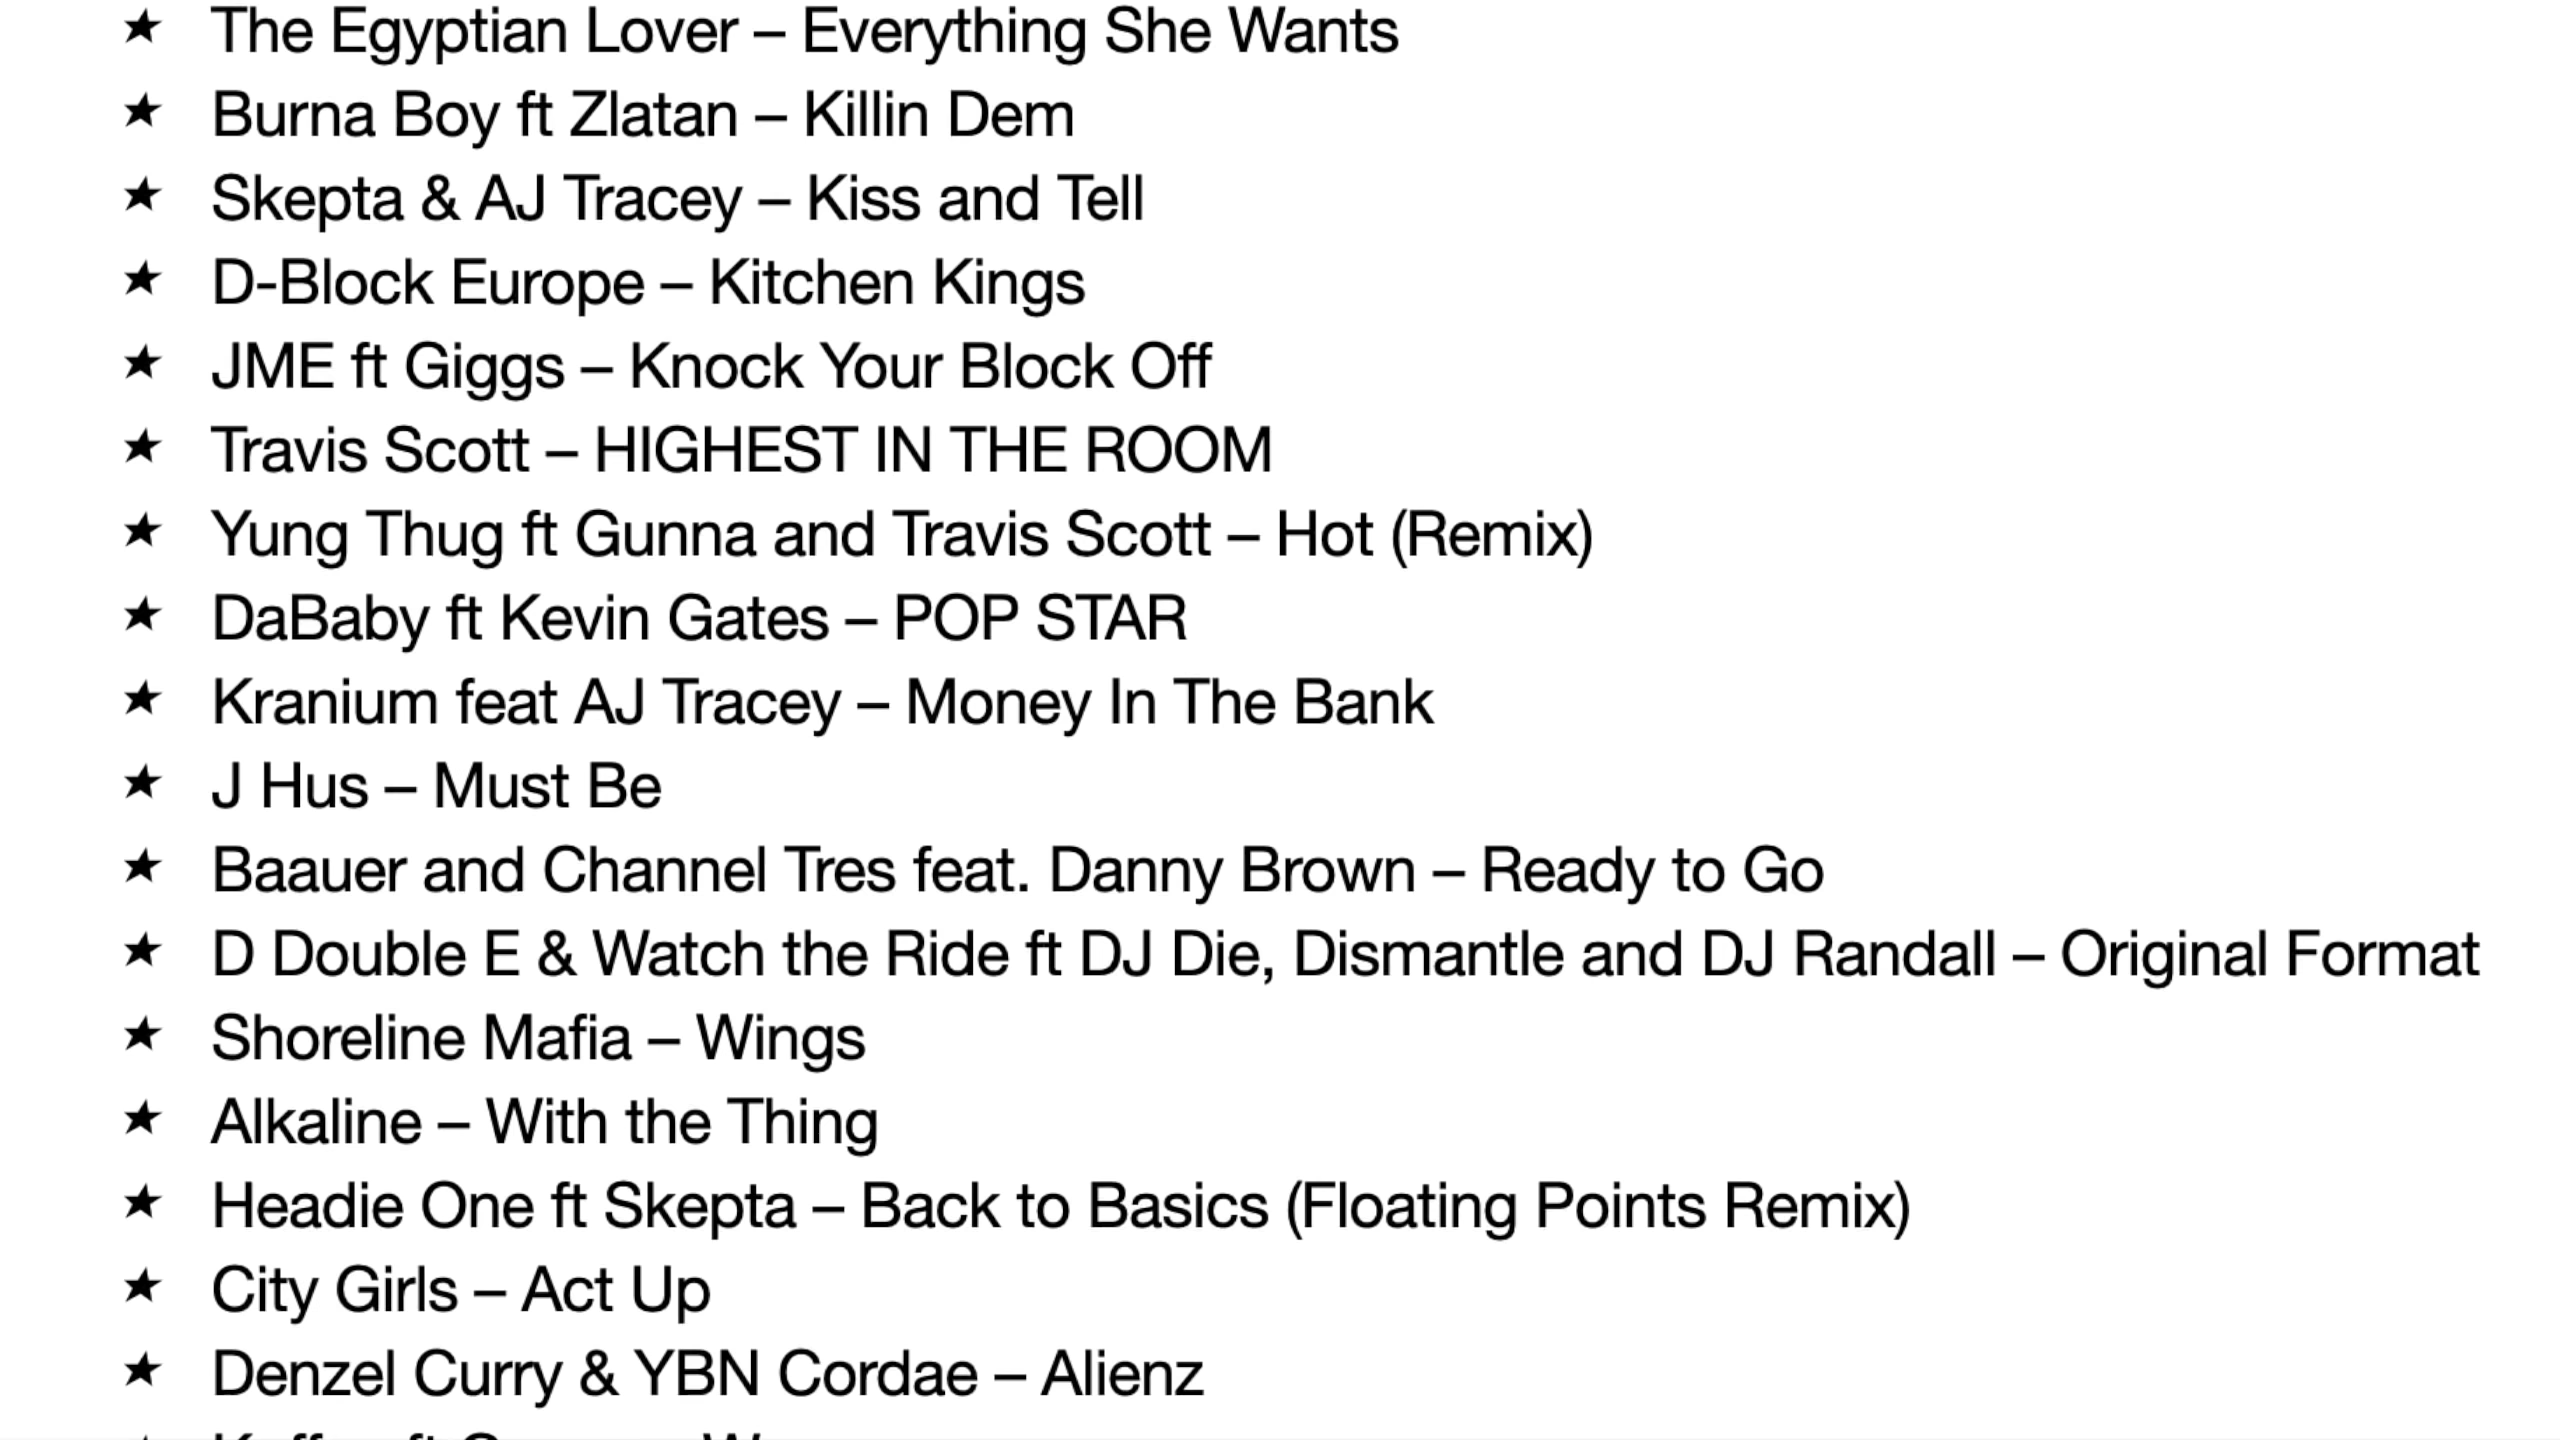 ★ The Egyptian Lover – Everything She Wants
★ Burna Boy ft Zlatan – Killin Dem
★ Skepta & AJ Tracey – Kiss and Tell
★ D-Block Europe – Kitchen Kings
★ JME ft Giggs – Knock Your Block Off
★ Travis Scott – HIGHEST IN THE ROOM
★ Yung Thug ft Gunna and Travis Scott – Hot (Remix)
★ DaBaby ft Kevin Gates – POP STAR
★ Kranium feat AJ Tracey – Money In The Bank
★ J Hus – Must Be
★ Baauer and Channel Tres feat. Danny Brown – Ready to Go
★ D Double E & Watch the Ride ft DJ Die, Dismantle and DJ Randall – Original Format
★ Shoreline Mafia – Wings
★ Alkaline – With the Thing
★ Headie One ft Skepta – Back to Basics (Floating Points Remix)
★ City Girls – Act Up
★ Denzel Curry & YBN Cordae – Alienz